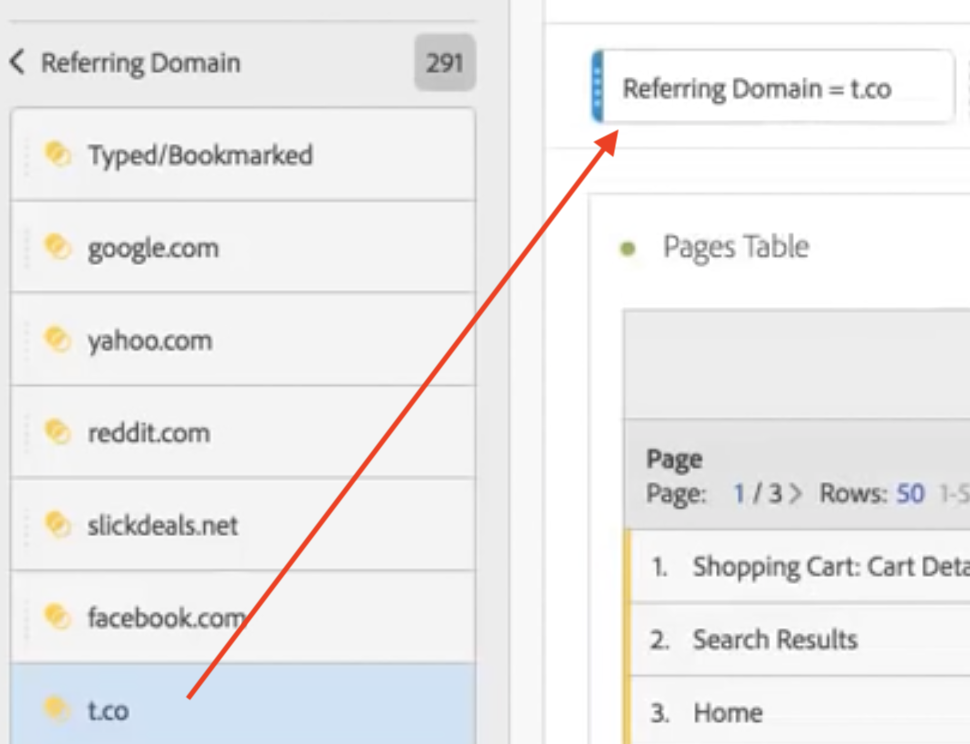 Referring Domain
291
Typed/Bookmarked
google.com
yahoo.com
reddit.com
slickdeals.net
facebook.com
t.co
Referring Domain = t.co
Pages Table
Page
Page: 1 / 3 > Rows: 50 1-5
1. Shopping Cart: Cart Deta
2. Search Results
3. Home